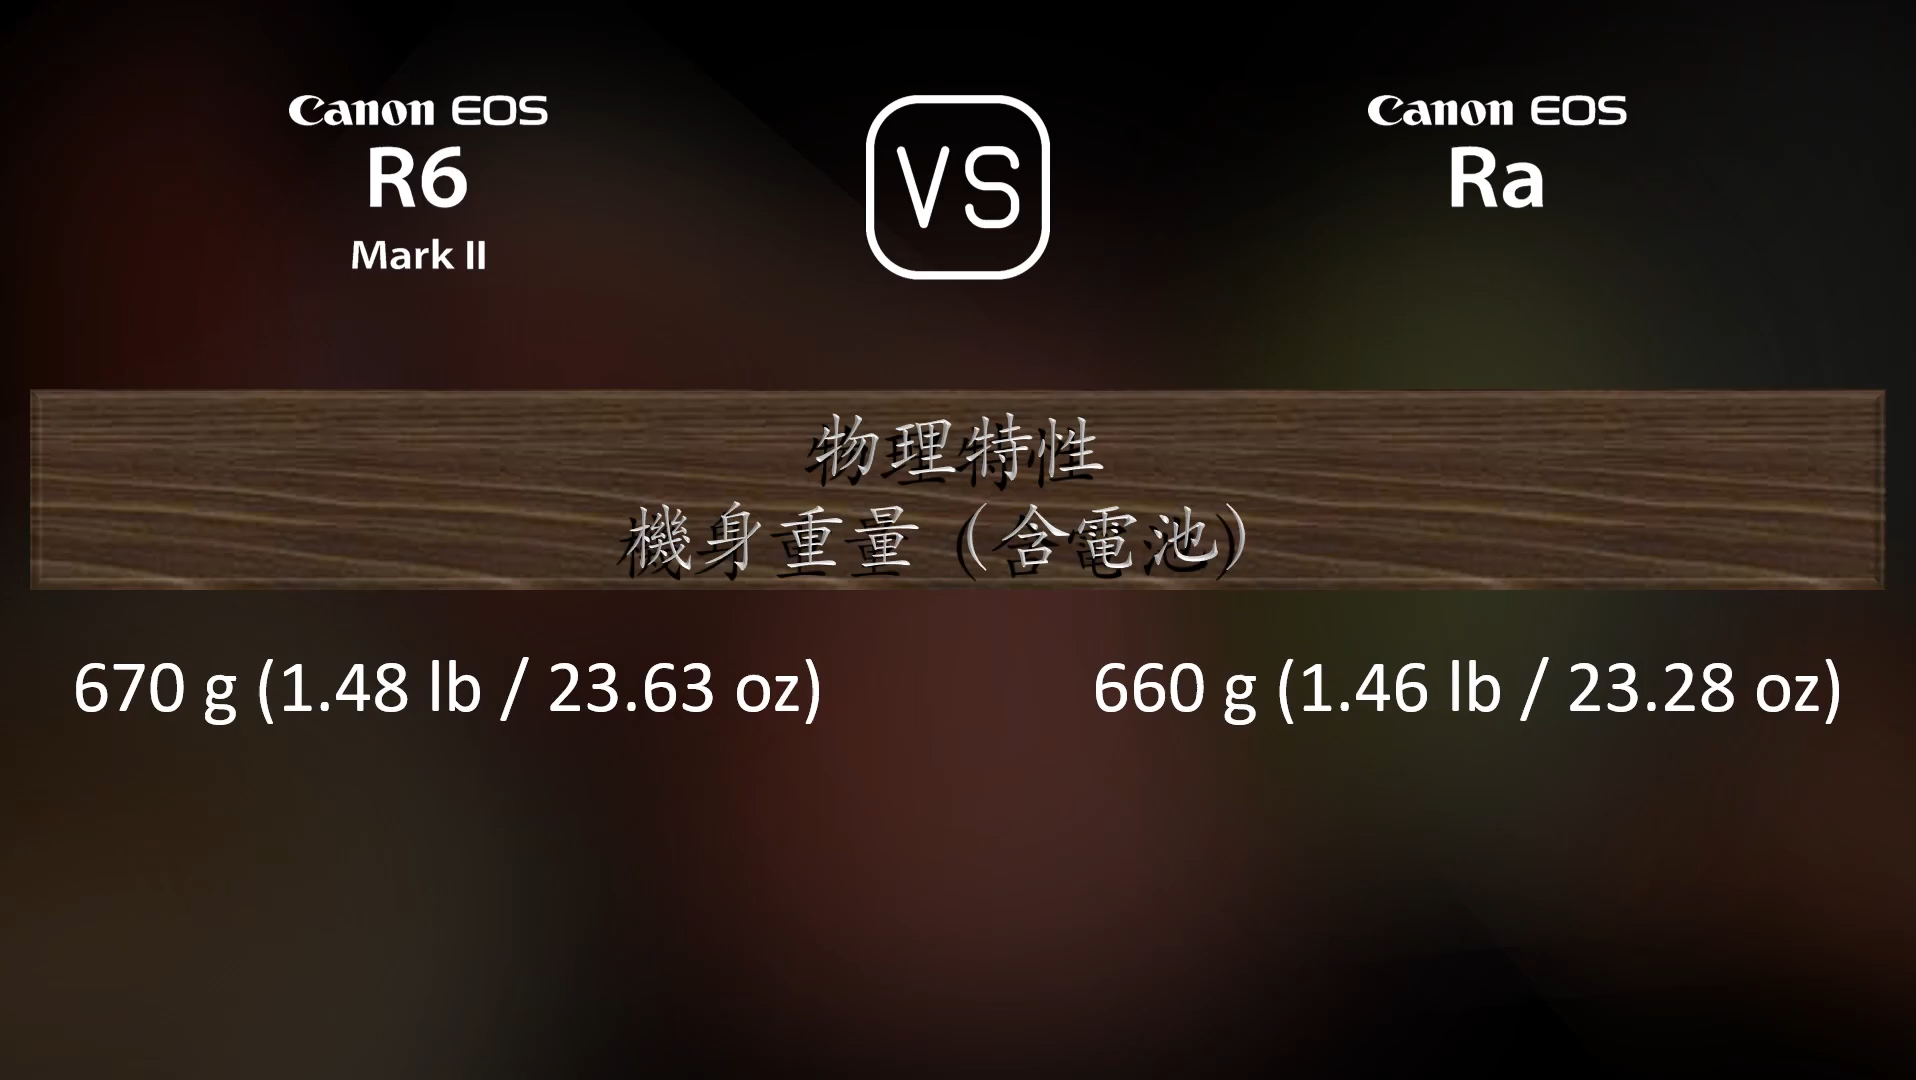 Canon EOS
R6
Mark II
VS
Canon EOS
Ra
物理特性
機身重量（含電池）
670 g (1.48 lb / 23.63 oz)
660 g (1.46 lb / 23.28 oz)